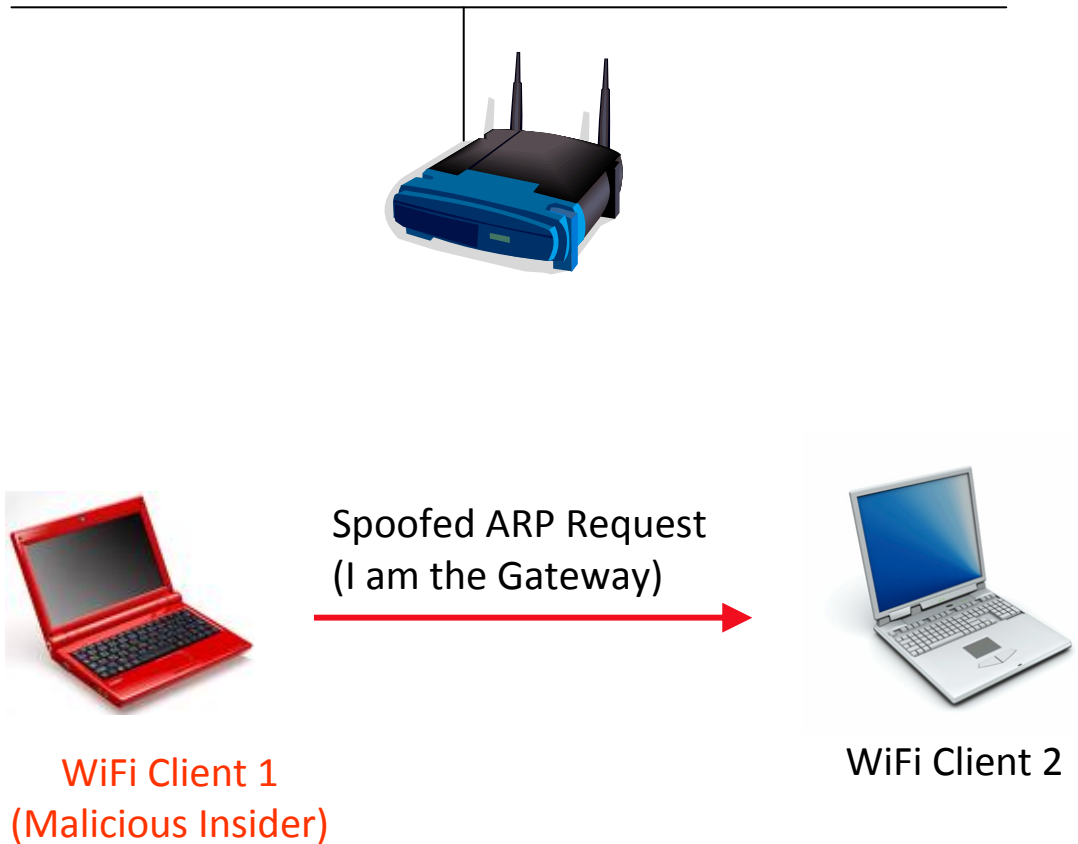 Spoofed ARP Request
(I am the Gateway)
WiFi Client 1
(Malicious Insider)
WiFi Client 2